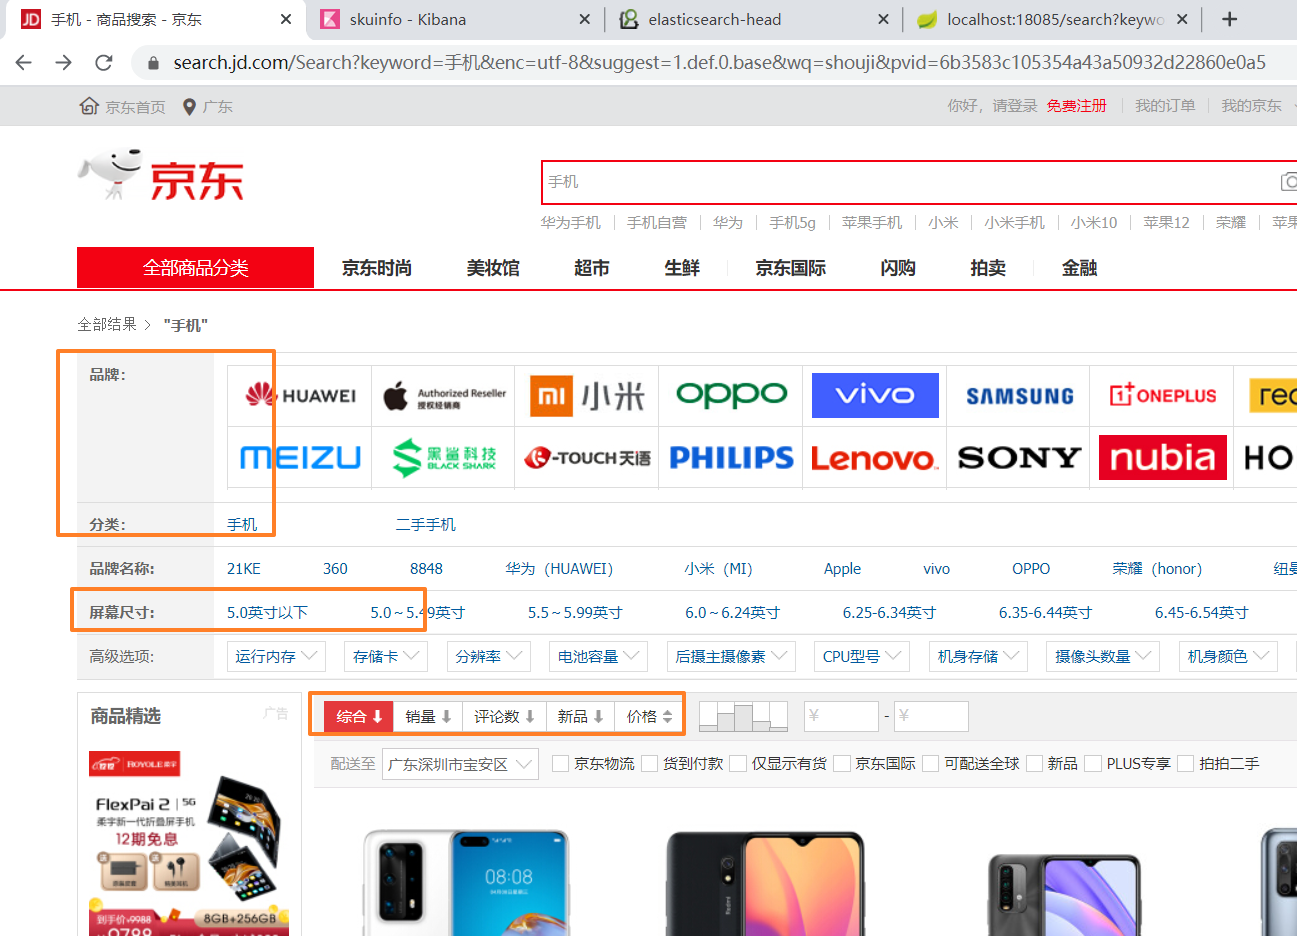 手机 - 商品搜索 - 京东
skuinfo - Kibana
elasticsearch-head
localhost:18085/search?keywo
search.jd.com/Search?keyword=手机&enc=utf-8&suggest=1.def.0.base&wq=shouji&pvid=6b3583c105354a43a50932d22860e0a5
京东首页 广东 你好，请登录 免费注册 我的订单 我的京东
京东
手机
华为手机 手机自营 华为 手机5g 苹果手机 小米 小米手机 小米10 苹果12 荣耀 苹果
全部商品分类 京东时尚 美妆馆 超市 生鲜 京东国际 闪购 拍卖 金融
全部结果 > "手机"
品牌：
HUAWEI Authorized Reseller 授权经销商 mi 小米 oppo vivo SAMSUNG 1+ ONEPLUS rec
MEIZU 黑鲨科技 BLACK SHARK K-TOUCH 天语 PHILIPS Lenovo SONY nubia HO
分类： 手机 二手手机
品牌名称： 21KE 360 8848 华为（HUAWEI） 小米（MI） Apple vivo OPPO 荣耀（honor） 纽曼
屏幕尺寸： 5.0英寸以下 5.0～5.49英寸 5.5～5.99英寸 6.0～6.24英寸 6.25-6.34英寸 6.35-6.44英寸 6.45-6.54英寸
高级选项： 运行内存 存储卡 分辨率 电池容量 后摄主摄像素 CPU型号 机身存储 摄像头数量 机身颜色
商品精选 广告
综合 销量 评论数 新品 价格 ¥ - ¥
配送至 广东深圳市宝安区 京东物流 货到付款 仅显示有货 京东国际 可配送全球 新品 PLUS专享 拍拍二手
ROYOLE柔宇
FlexPai 2 | 5G
柔宇新一代折叠屏手机
12期免息
到手价 9988 8GB+256GB
9788
08:08
Redmi